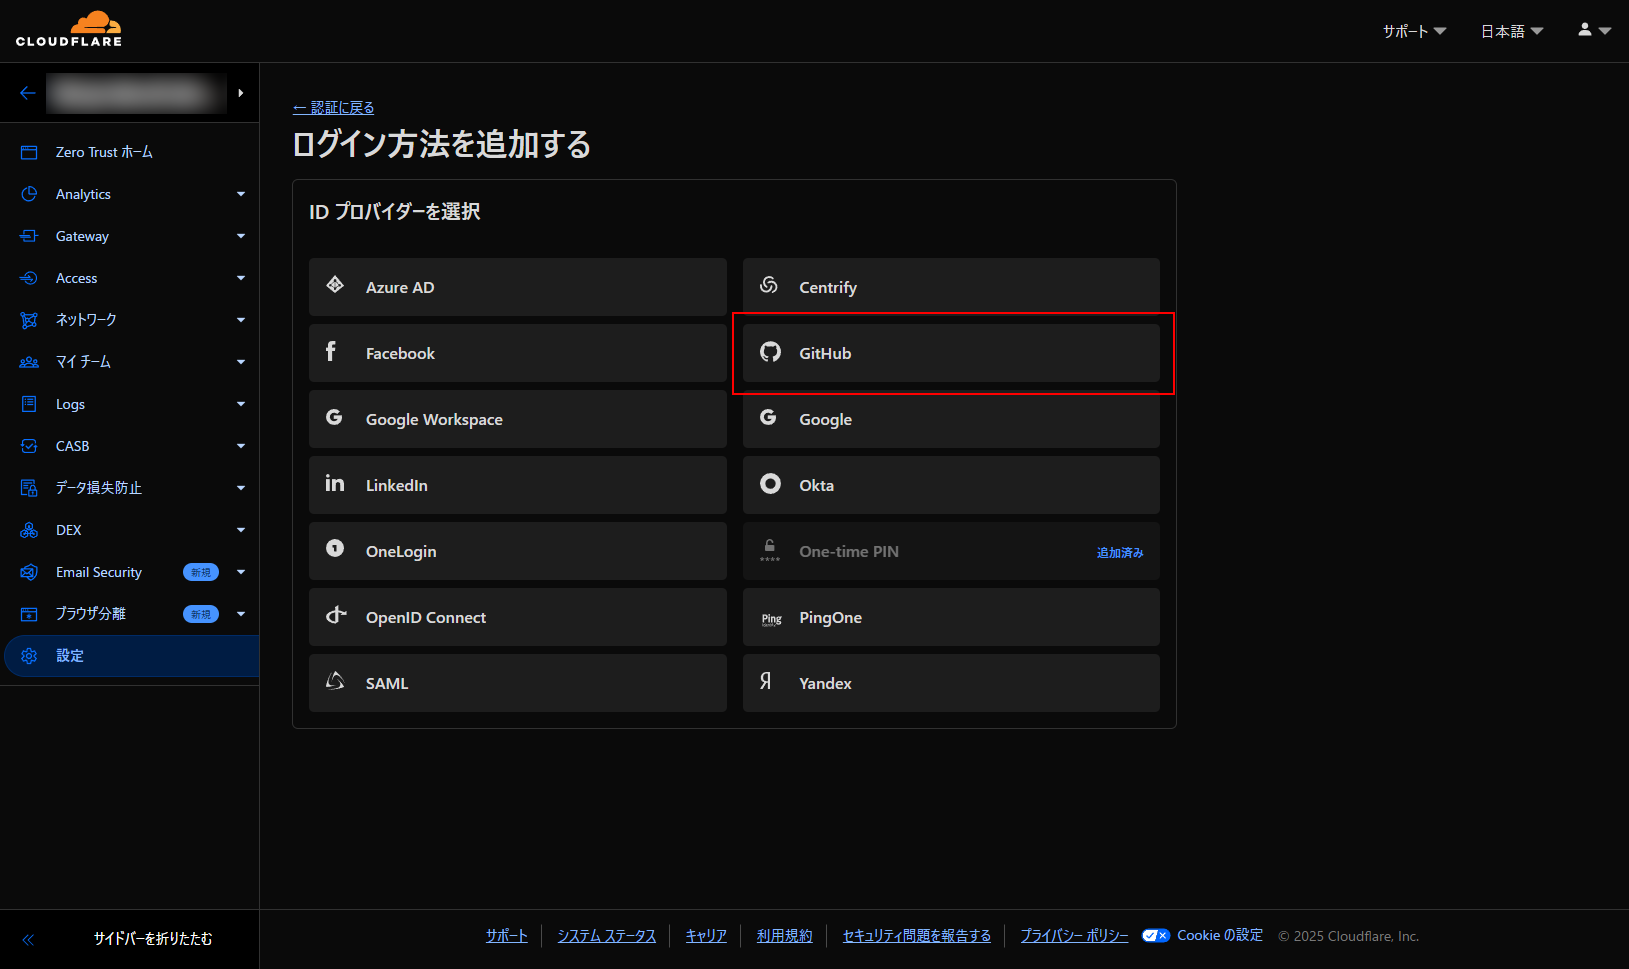 CLOUDFLARE
サポート
日本語
Zero Trust ホーム
Analytics
Gateway
Access
ネットワーク
マイ チーム
Logs
CASB
データ損失防止
DEX
Email Security
新規
ブラウザ分離
新規
設定
サイドバーを折りたたむ
← 認証に戻る
ログイン方法を追加する
ID プロバイダーを選択
Azure AD
Centrify
Facebook
GitHub
Google Workspace
Google
LinkedIn
Okta
OneLogin
One-time PIN
追加済み
OpenID Connect
Ping
PingOne
SAML
Yandex
サポート
システム ステータス
キャリア
利用規約
セキュリティ問題を報告する
プライバシー ポリシー
Cookie の設定
© 2025 Cloudflare, Inc.